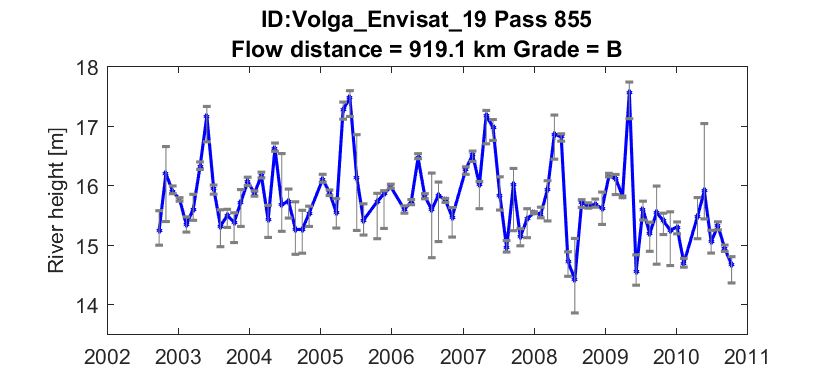 ID:Volga_Envisat_19 Pass 855
Flow distance = 919.1 km Grade = B
River height [m]
18
17
16
15
14
2002 2003 2004 2005 2006 2007 2008 2009 2010 2011